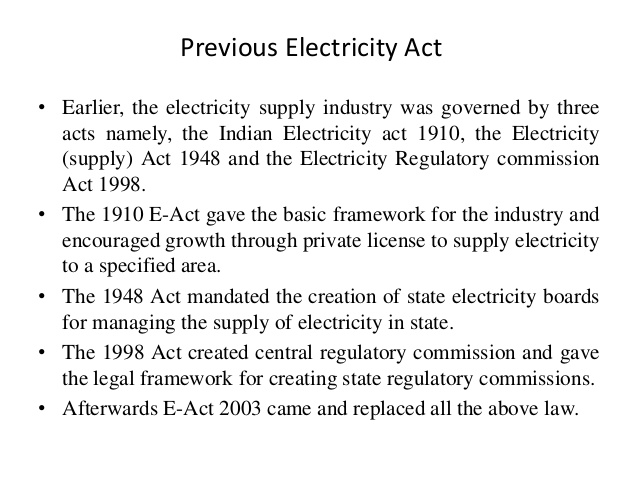 Previous Electricity Act
• Earlier, the electricity supply industry was governed by three
acts namely, the Indian Electricity act 1910, the Electricity
(supply) Act 1948 and the Electricity Regulatory commission
Act 1998.
• The 1910 E-Act gave the basic framework for the industry and
encouraged growth through private license to supply electricity
to a specified area.
• The 1948 Act mandated the creation of state electricity boards
for managing the supply of electricity in state.
• The 1998 Act created central regulatory commission and gave
the legal framework for creating state regulatory commissions.
• Afterwards E-Act 2003 came and replaced all the above law.